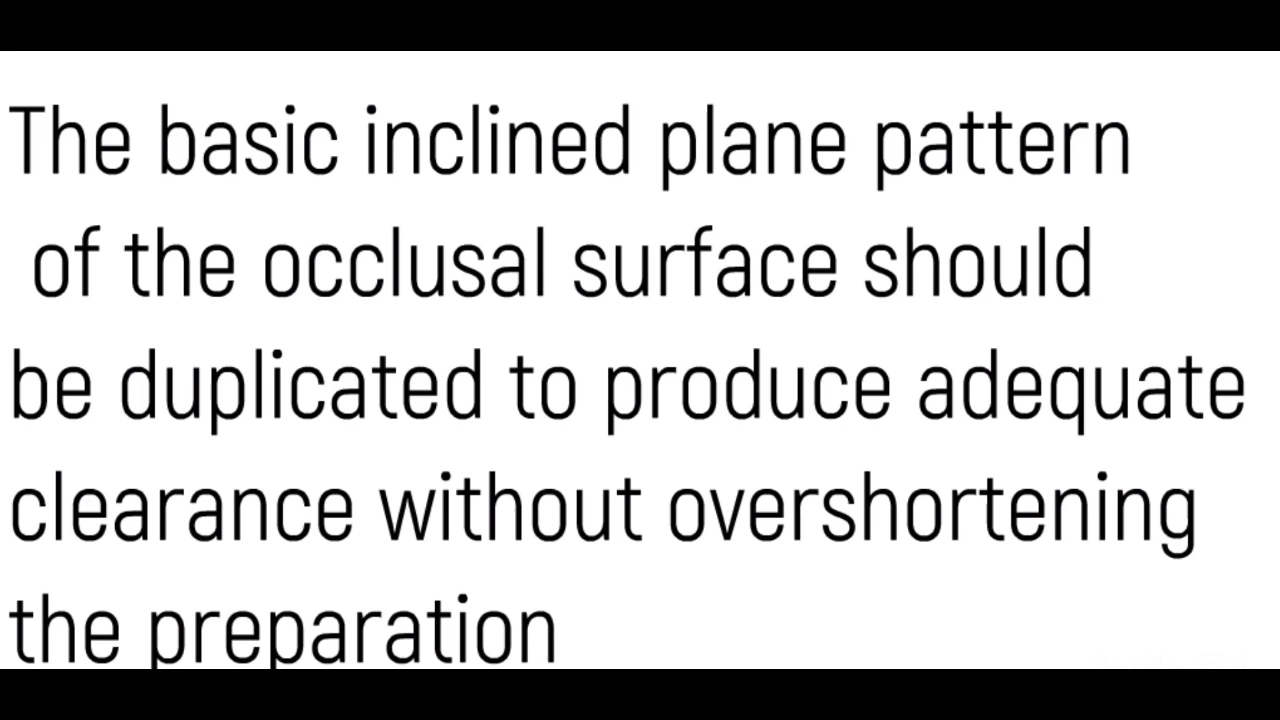 The basic inclined plane pattern
of the occlusal surface should
be duplicated to produce adequate
clearance without overshortening
the preparation